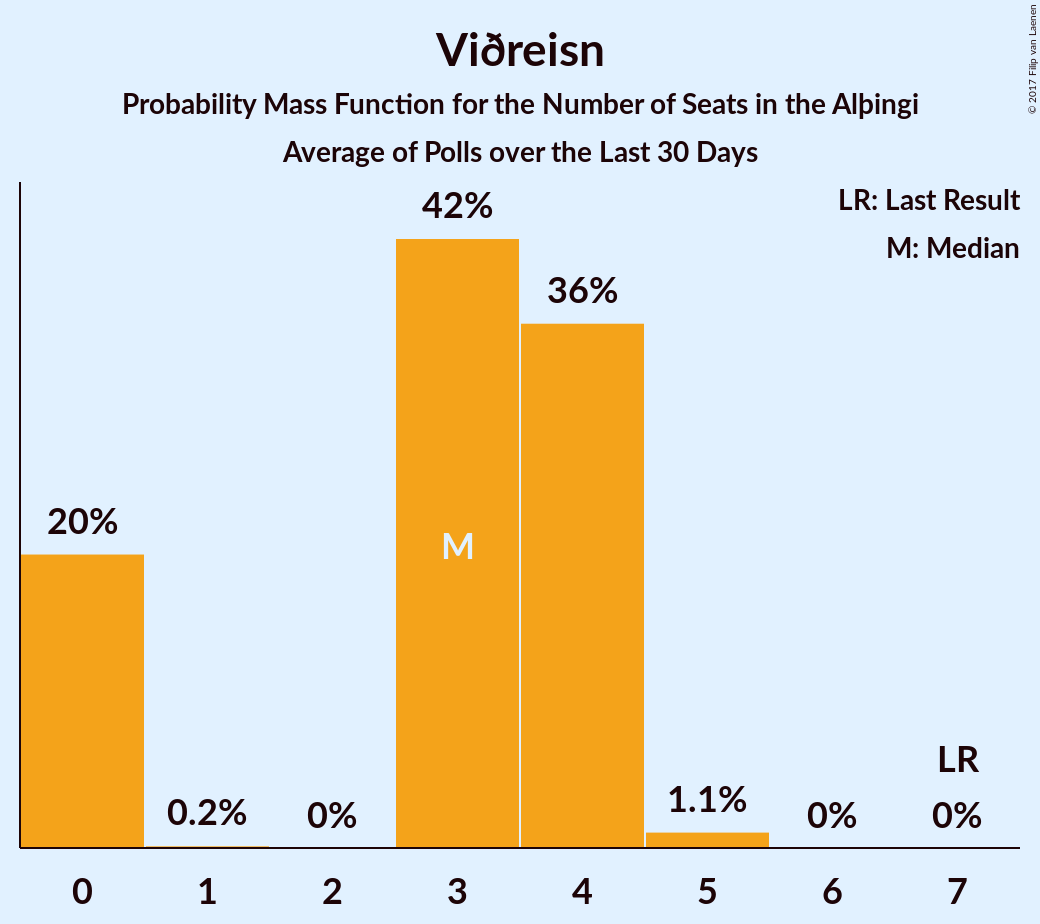 Viðreisn
Probability Mass Function for the Number of Seats in the Alþingi
Average of Polls over the Last 30 Days
© 2017 Filip van Laenen
LR: Last Result
M: Median
42%
36%
20%
M
LR
0.2%
0%
1.1%
0%
0%
0 1 2 3 4 5 6 7